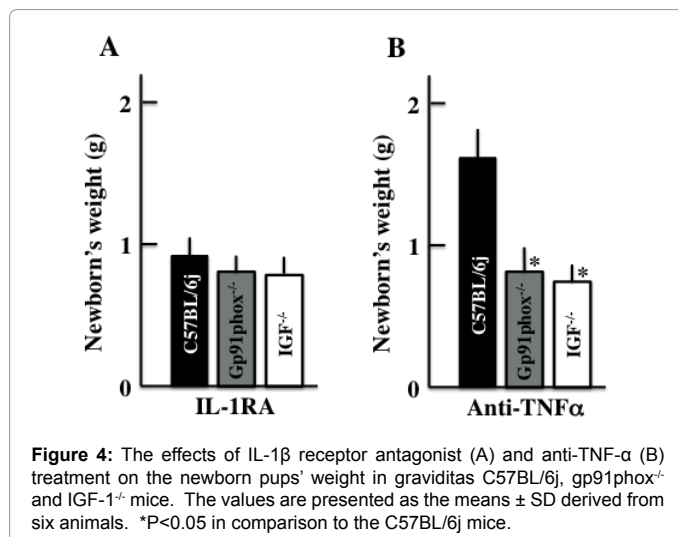 A
Newborn's weight (g)
2
1
0
C57BL/6j
Gp91phox-/-
IGF-/-
IL-1RA
B
Newborn's weight (g)
2
1
0
C57BL/6j
Gp91phox-/-
*
IGF-/-
*
Anti-TNFα
Figure 4: The effects of IL-1β receptor antagonist (A) and anti-TNF-α (B)
treatment on the newborn pups' weight in graviditas C57BL/6j, gp91phox-/-
and IGF-1-/- mice. The values are presented as the means ± SD derived from
six animals. *P<0.05 in comparison to the C57BL/6j mice.